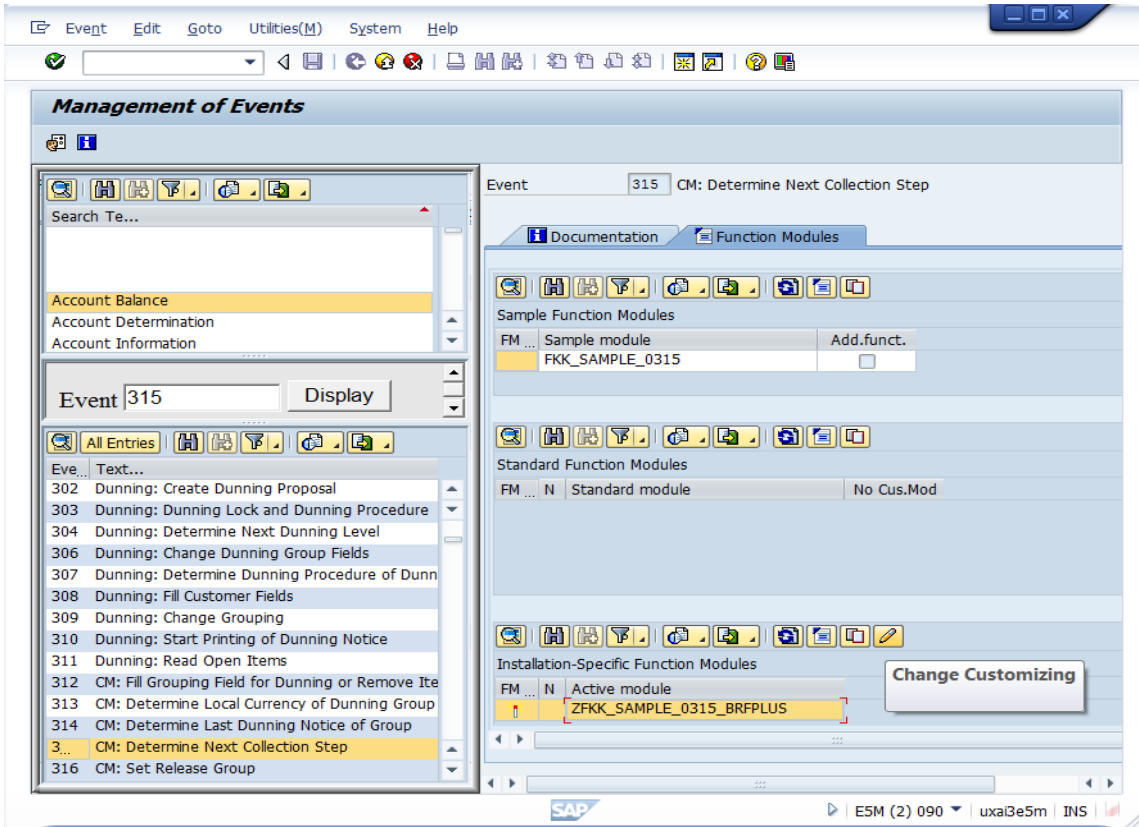 Event Edit Goto Utilities(M) System Help
Management of Events
Search Te...
Account Balance
Account Determination
Account Information
Event 315 Display
All Entries
Eve... Text...
302 Dunning: Create Dunning Proposal
303 Dunning: Dunning Lock and Dunning Procedure
304 Dunning: Determine Next Dunning Level
306 Dunning: Change Dunning Group Fields
307 Dunning: Determine Dunning Procedure of Dunn
308 Dunning: Fill Customer Fields
309 Dunning: Change Grouping
310 Dunning: Start Printing of Dunning Notice
311 Dunning: Read Open Items
312 CM: Fill Grouping Field for Dunning or Remove Ite
313 CM: Determine Local Currency of Dunning Group
314 CM: Determine Last Dunning Notice of Group
3... CM: Determine Next Collection Step
316 CM: Set Release Group
Event 315 CM: Determine Next Collection Step
Documentation Function Modules
Sample Function Modules
FM ... Sample module Add.funct.
FKK_SAMPLE_0315
Standard Function Modules
FM ... N Standard module No Cus.Mod
Installation-Specific Function Modules
Change Customizing
FM ... N Active module
ZFKK_SAMPLE_0315_BRFPLUS
SAP E5M (2) 090 uxai3e5m INS